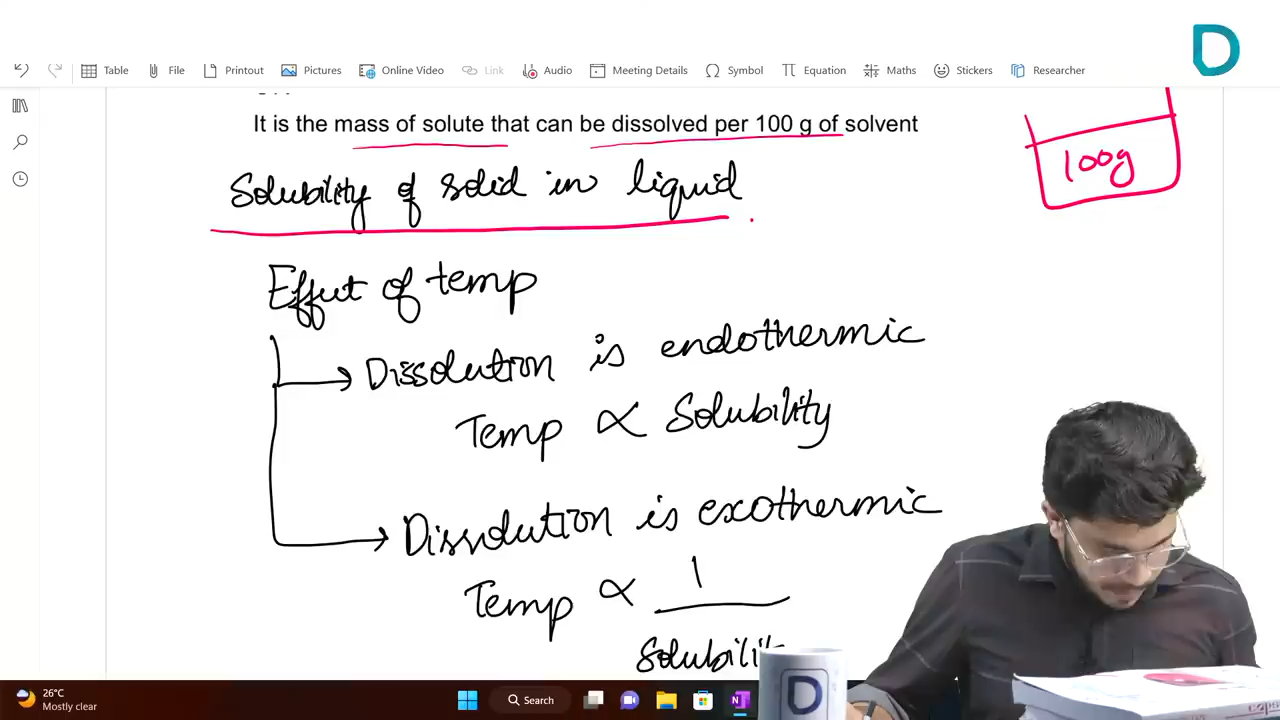 D
Table File Printout Pictures Online Video Link Audio Meeting Details Symbol Equation Maths Stickers Researcher
It is the mass of solute that can be dissolved per 100 g of solvent
100g
Solubility of solid in liquid
Effect of temp
Dissolution is endothermic
Temp ∝ Solubility
Dissolution is exothermic
Temp ∝ 1
Solubility
D
26°C
Mostly clear
Search